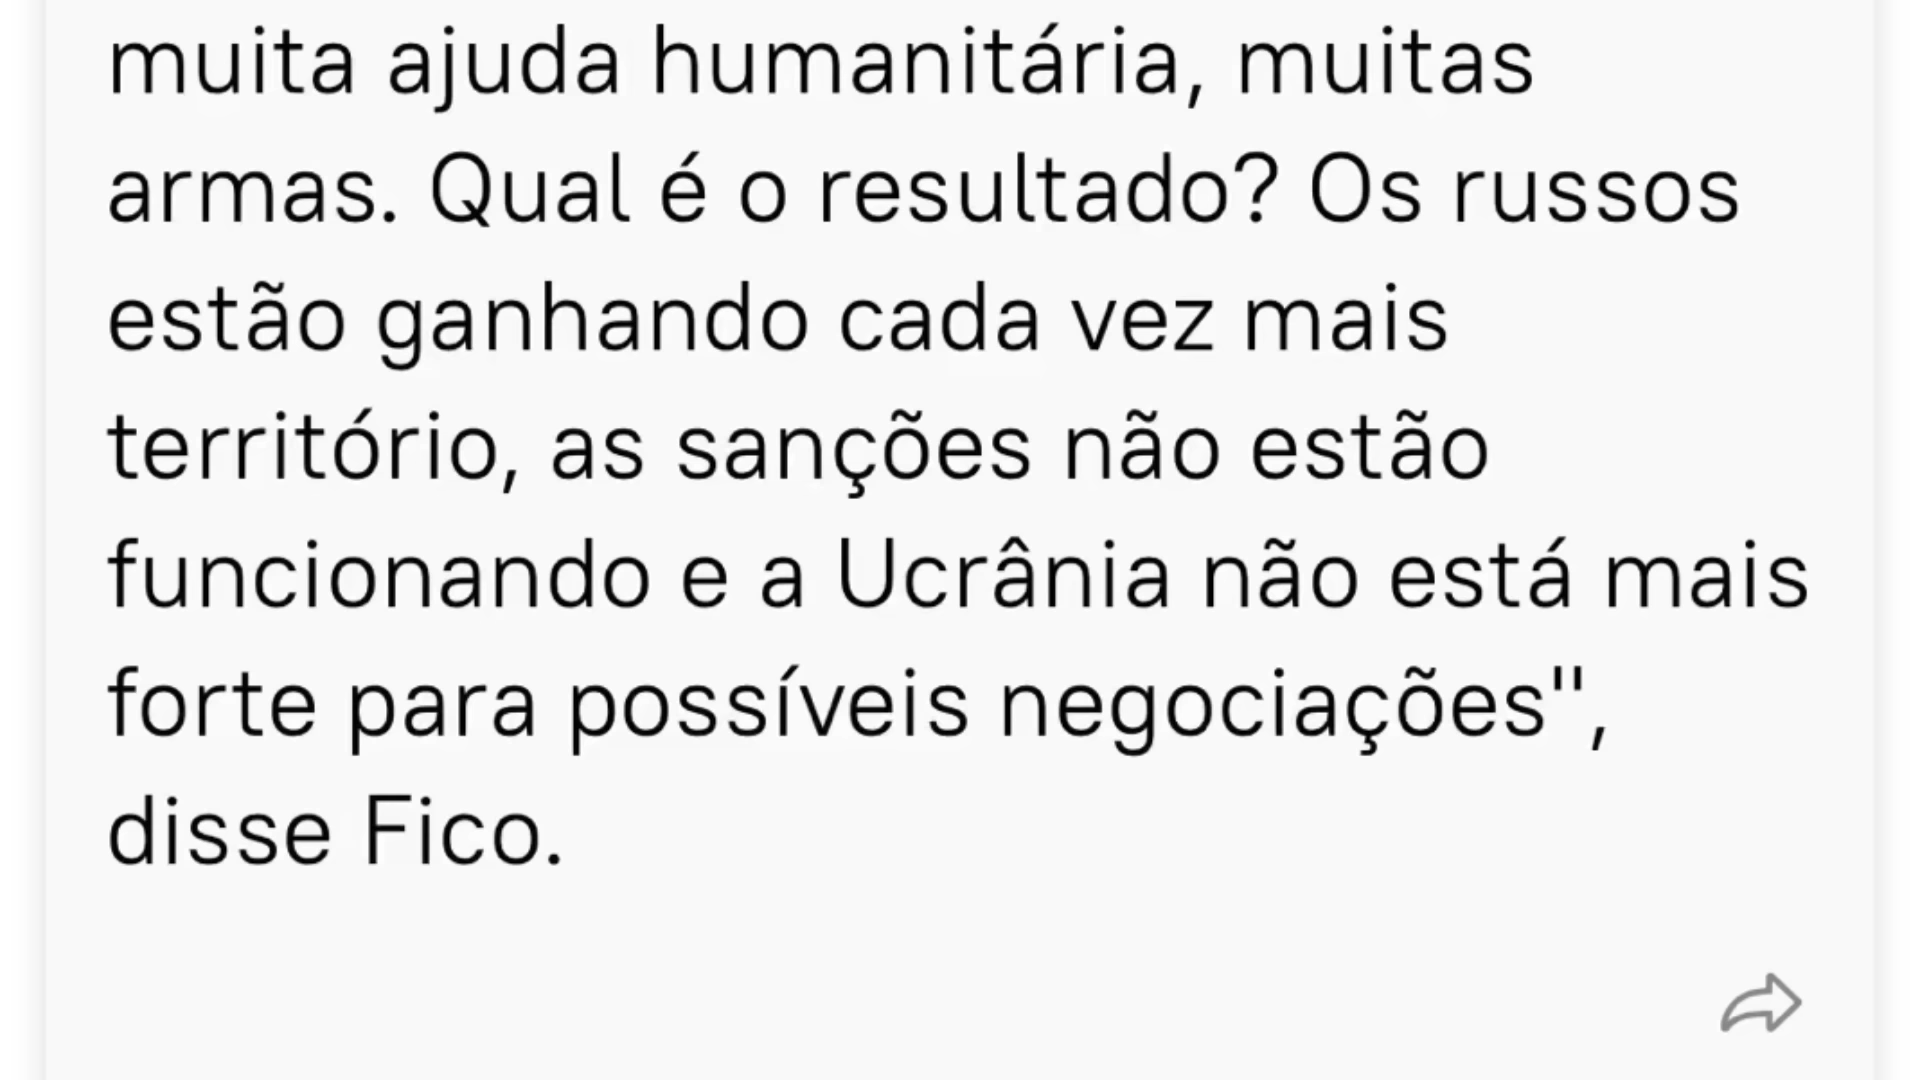 muita ajuda humanitária, muitas
armas. Qual é o resultado? Os russos
estão ganhando cada vez mais
território, as sanções não estão
funcionando e a Ucrânia não está mais
forte para possíveis negociações",
disse Fico.